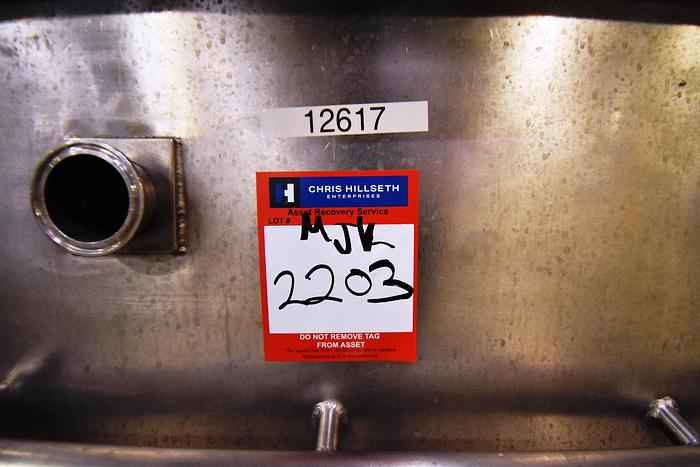 12617
CHRIS HILLSETH
ENTERPRISES
Asset Recovery Service
LOT #
MJK
2203
DO NOT REMOVE TAG
FROM ASSET